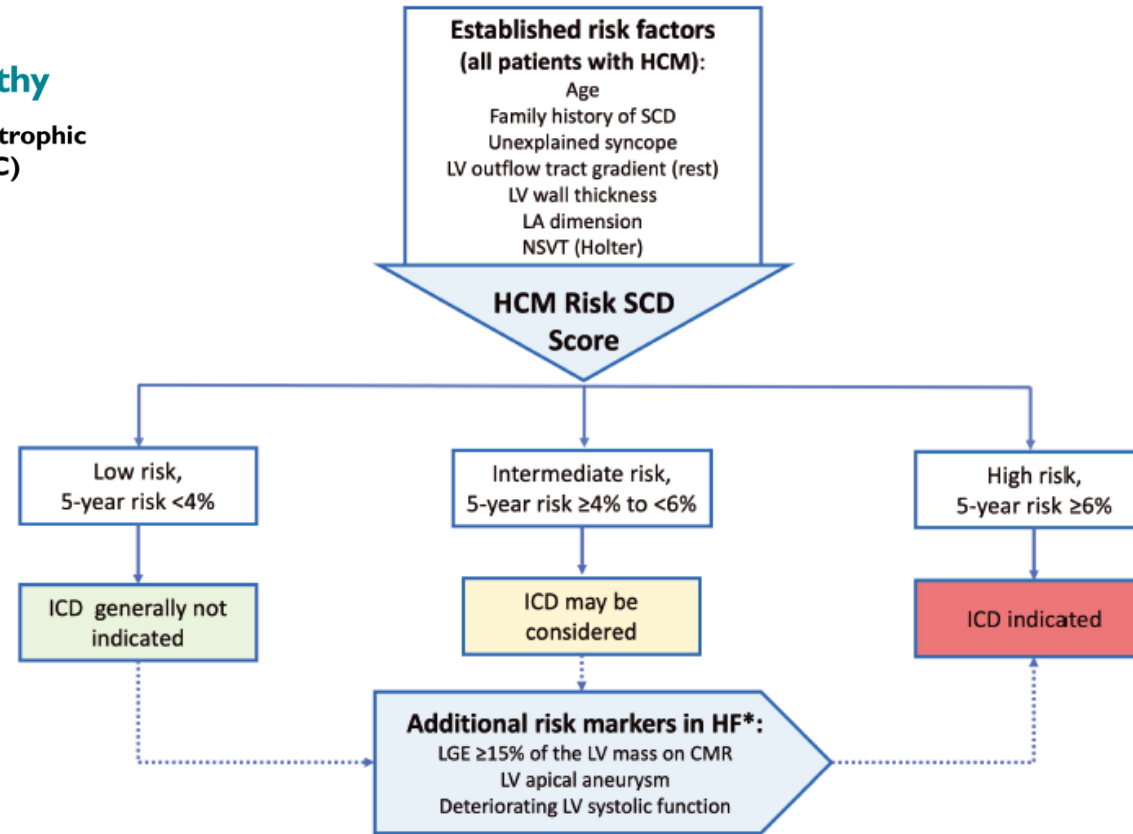 thy
trophic
C)
Established risk factors
(all patients with HCM):
Age
Family history of SCD
Unexplained syncope
LV outflow tract gradient (rest)
LV wall thickness
LA dimension
NSVT (Holter)
HCM Risk SCD
Score
Low risk,
5-year risk <4%
Intermediate risk,
5-year risk ≥4% to <6%
High risk,
5-year risk ≥6%
ICD generally not
indicated
ICD may be
considered
ICD indicated
Additional risk markers in HF*:
LGE ≥15% of the LV mass on CMR
LV apical aneurysm
Deteriorating LV systolic function